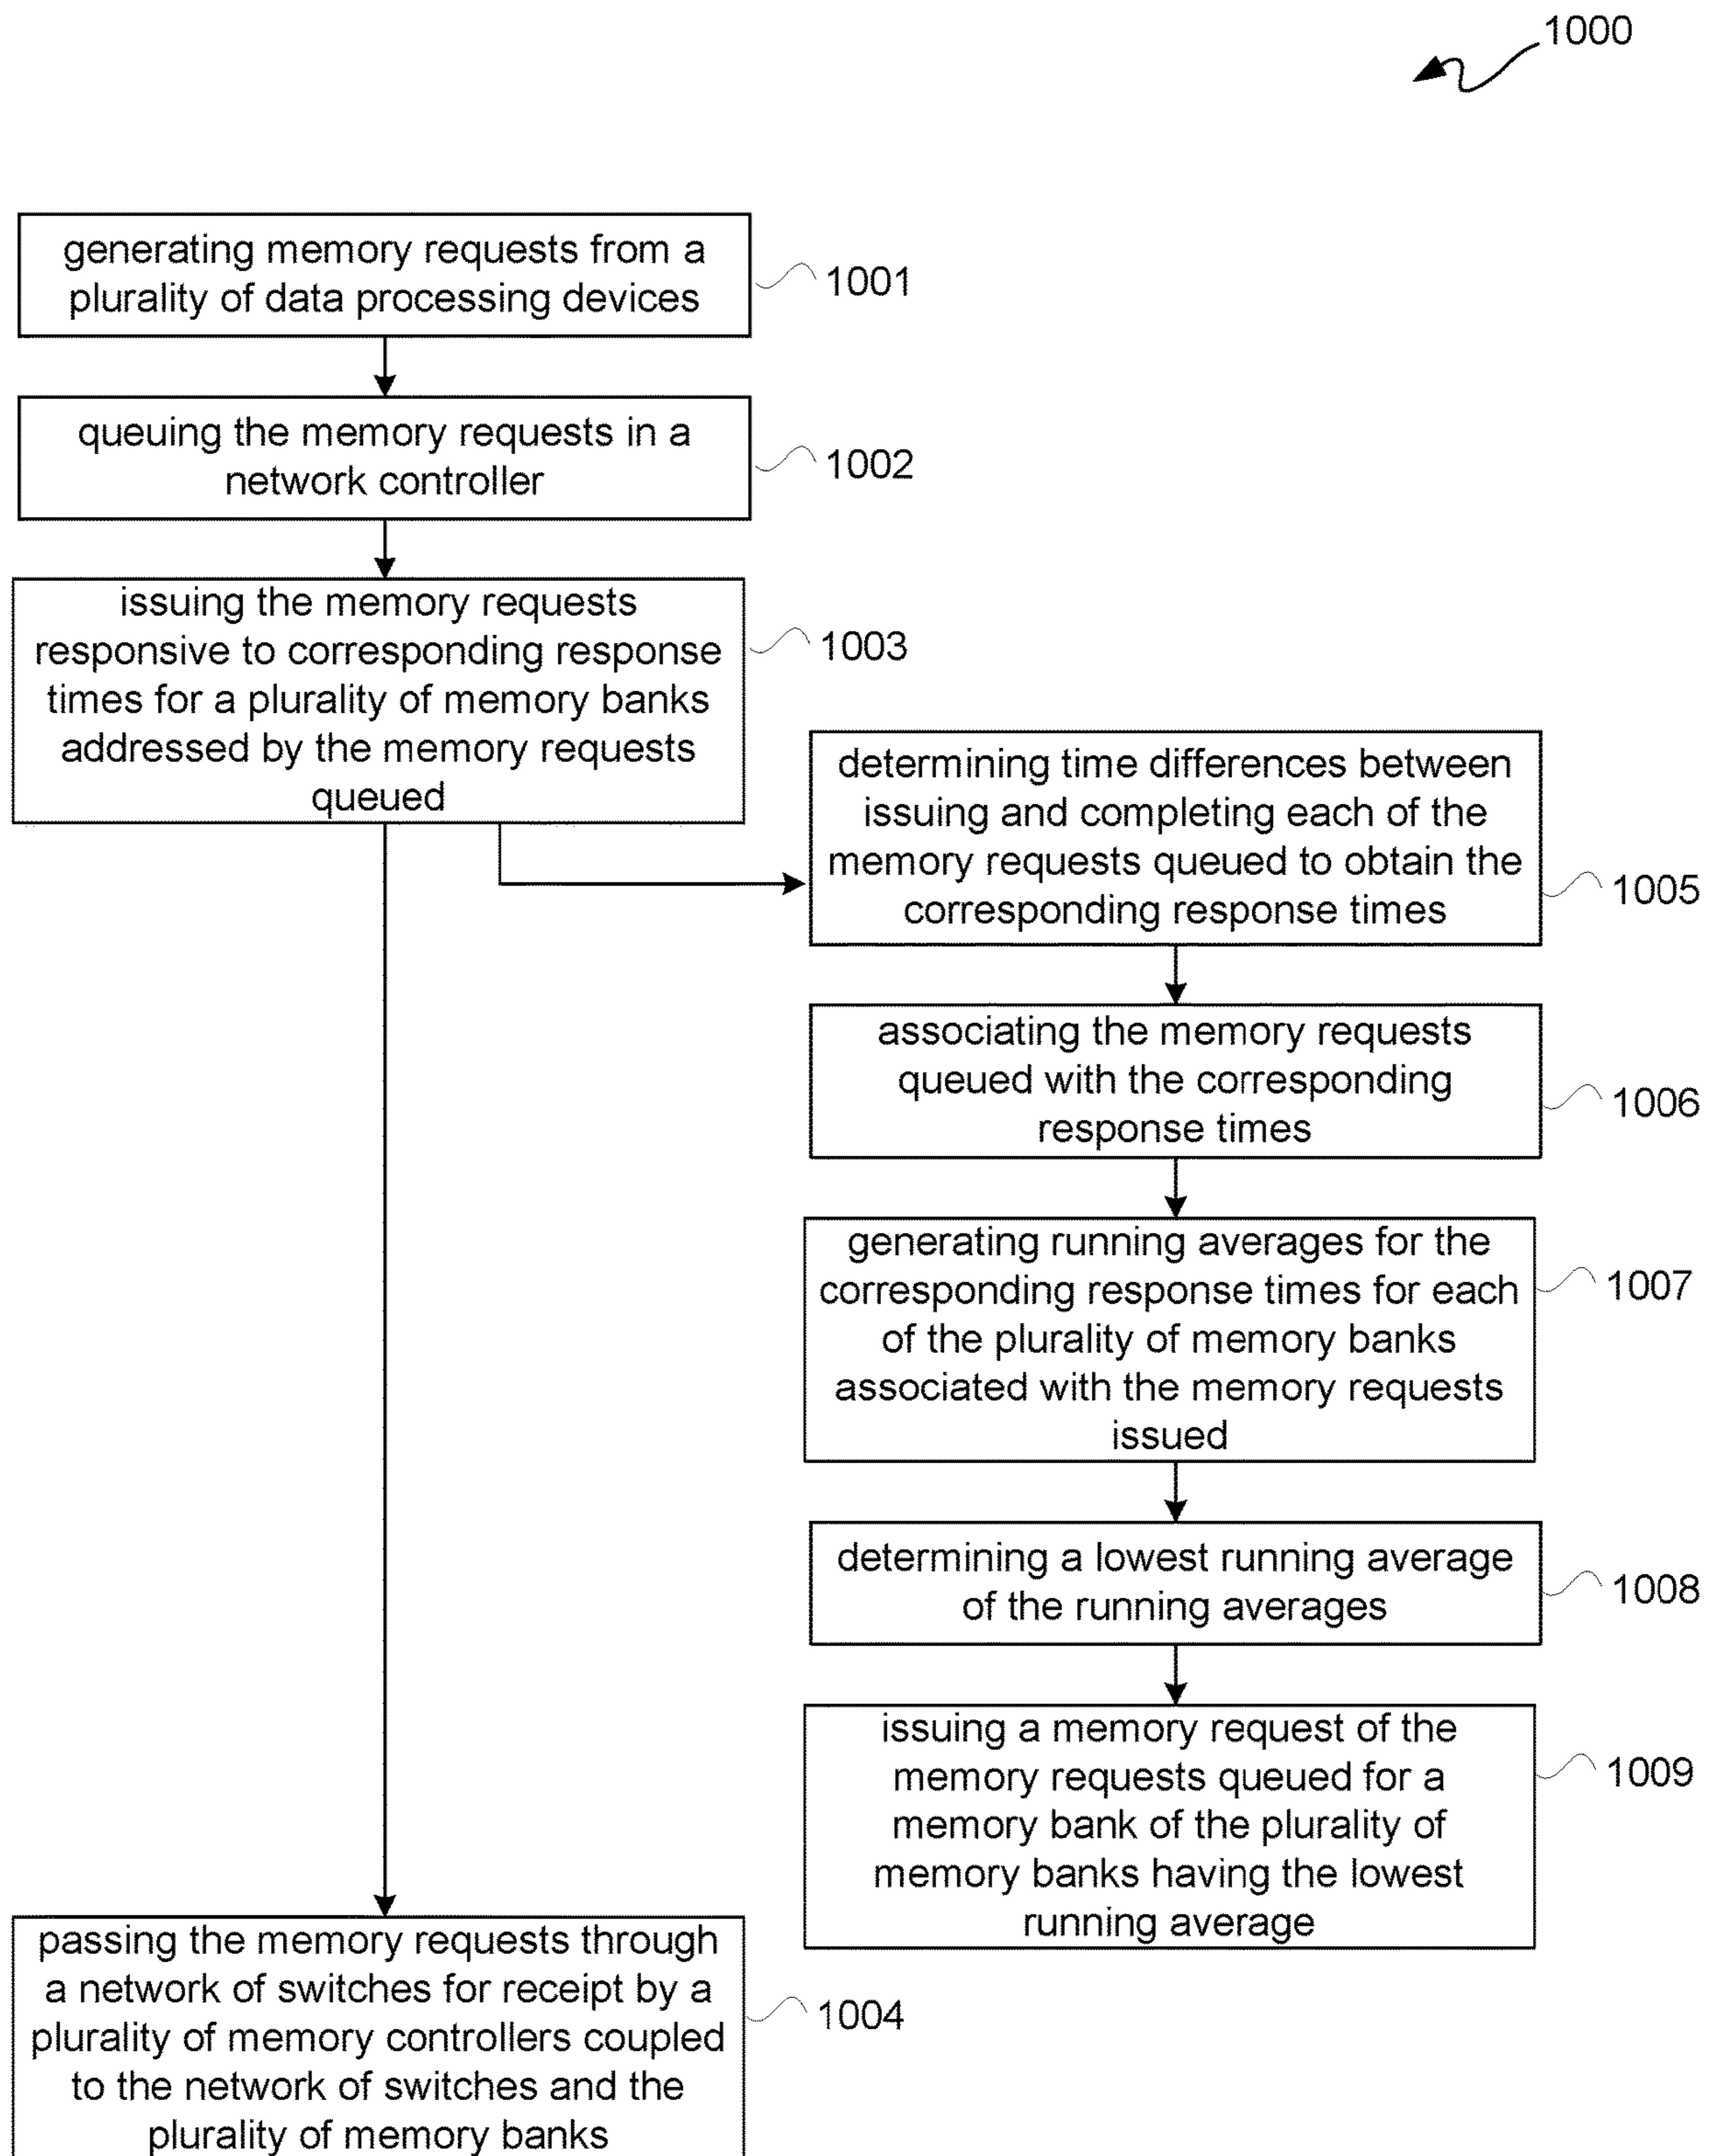 1000
generating memory requests from a
plurality of data processing devices
1001
queuing the memory requests in a
network controller
1002
issuing the memory requests
responsive to corresponding response
times for a plurality of memory banks
addressed by the memory requests
queued
1003
determining time differences between
issuing and completing each of the
memory requests queued to obtain the
corresponding response times
1005
associating the memory requests
queued with the corresponding
response times
1006
generating running averages for the
corresponding response times for each
of the plurality of memory banks
associated with the memory requests
issued
1007
determining a lowest running average
of the running averages
1008
issuing a memory request of the
memory requests queued for a
memory bank of the plurality of
memory banks having the lowest
running average
1009
passing the memory requests through
a network of switches for receipt by a
plurality of memory controllers coupled
to the network of switches and the
plurality of memory banks
1004